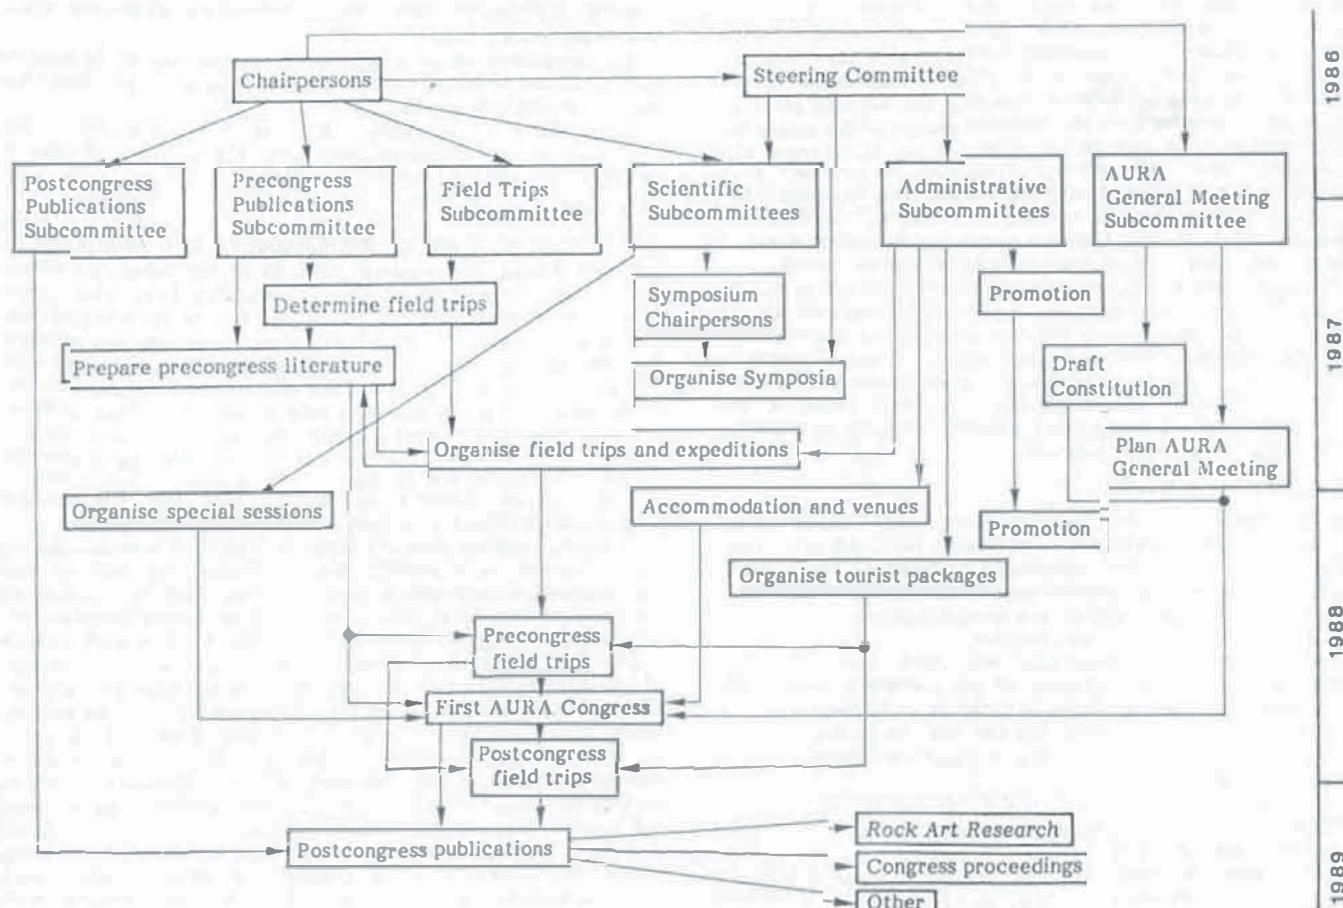 Chairpersons
Steering Committee
1986
Postcongress
Publications
Subcommittee
Precongress
Publications
Subcommittee
Field Trips
Subcommittee
Scientific
Subcommittees
Administrative
Subcommittees
AURA
General Meeting
Subcommittee
Determine field trips
Symposium
Chairpersons
Promotion
1987
Prepare precongress literature
Organise Symposia
Draft
Constitution
Organise field trips and expeditions
Plan AURA
General Meeting
Organise special sessions
Accommodation and venues
Promotion
Organise tourist packages
1988
Precongress
field trips
First AURA Congress
Postcongress
field trips
Rock Art Research
Postcongress publications
Congress proceedings
1989
Other